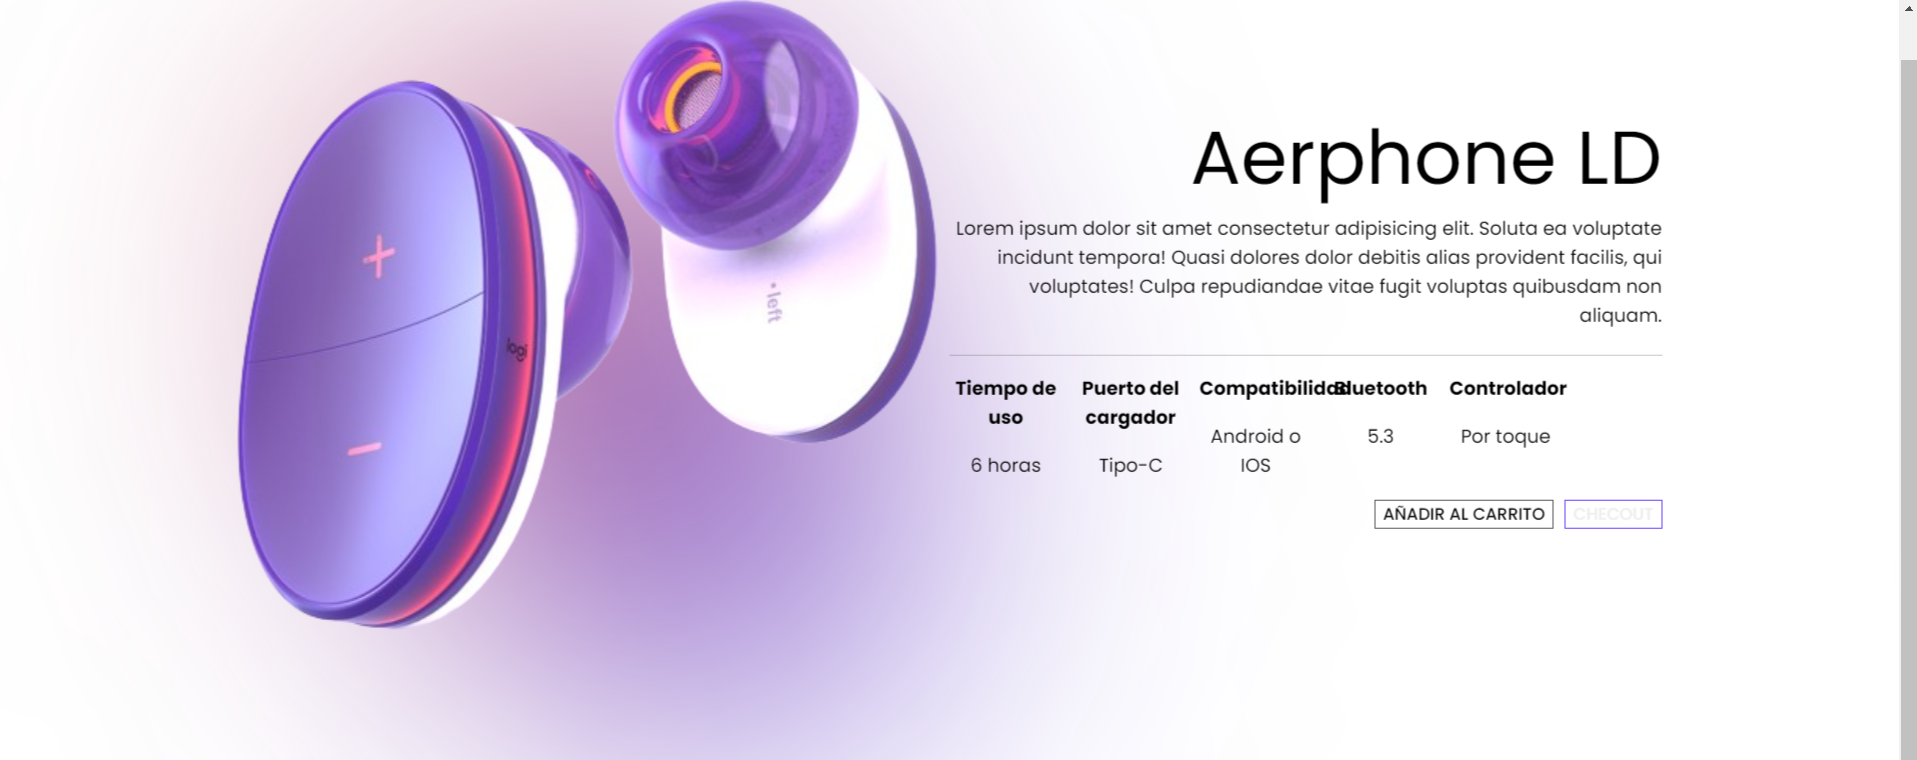 Aerphone LD
Lorem ipsum dolor sit amet consectetur adipisicing elit. Soluta ea voluptate
incidunt tempora! Quasi dolores dolor debitis alias provident facilis, qui
voluptates! Culpa repudiandae vitae fugit voluptas quibusdam non
aliquam.
Tiempo de
uso
6 horas
Puerto del
cargador
Tipo-C
Compatibilidad
Android o
IOS
Bluetooth
5.3
Controlador
Por toque
AÑADIR AL CARRITO
CHECOUT
logi
•left